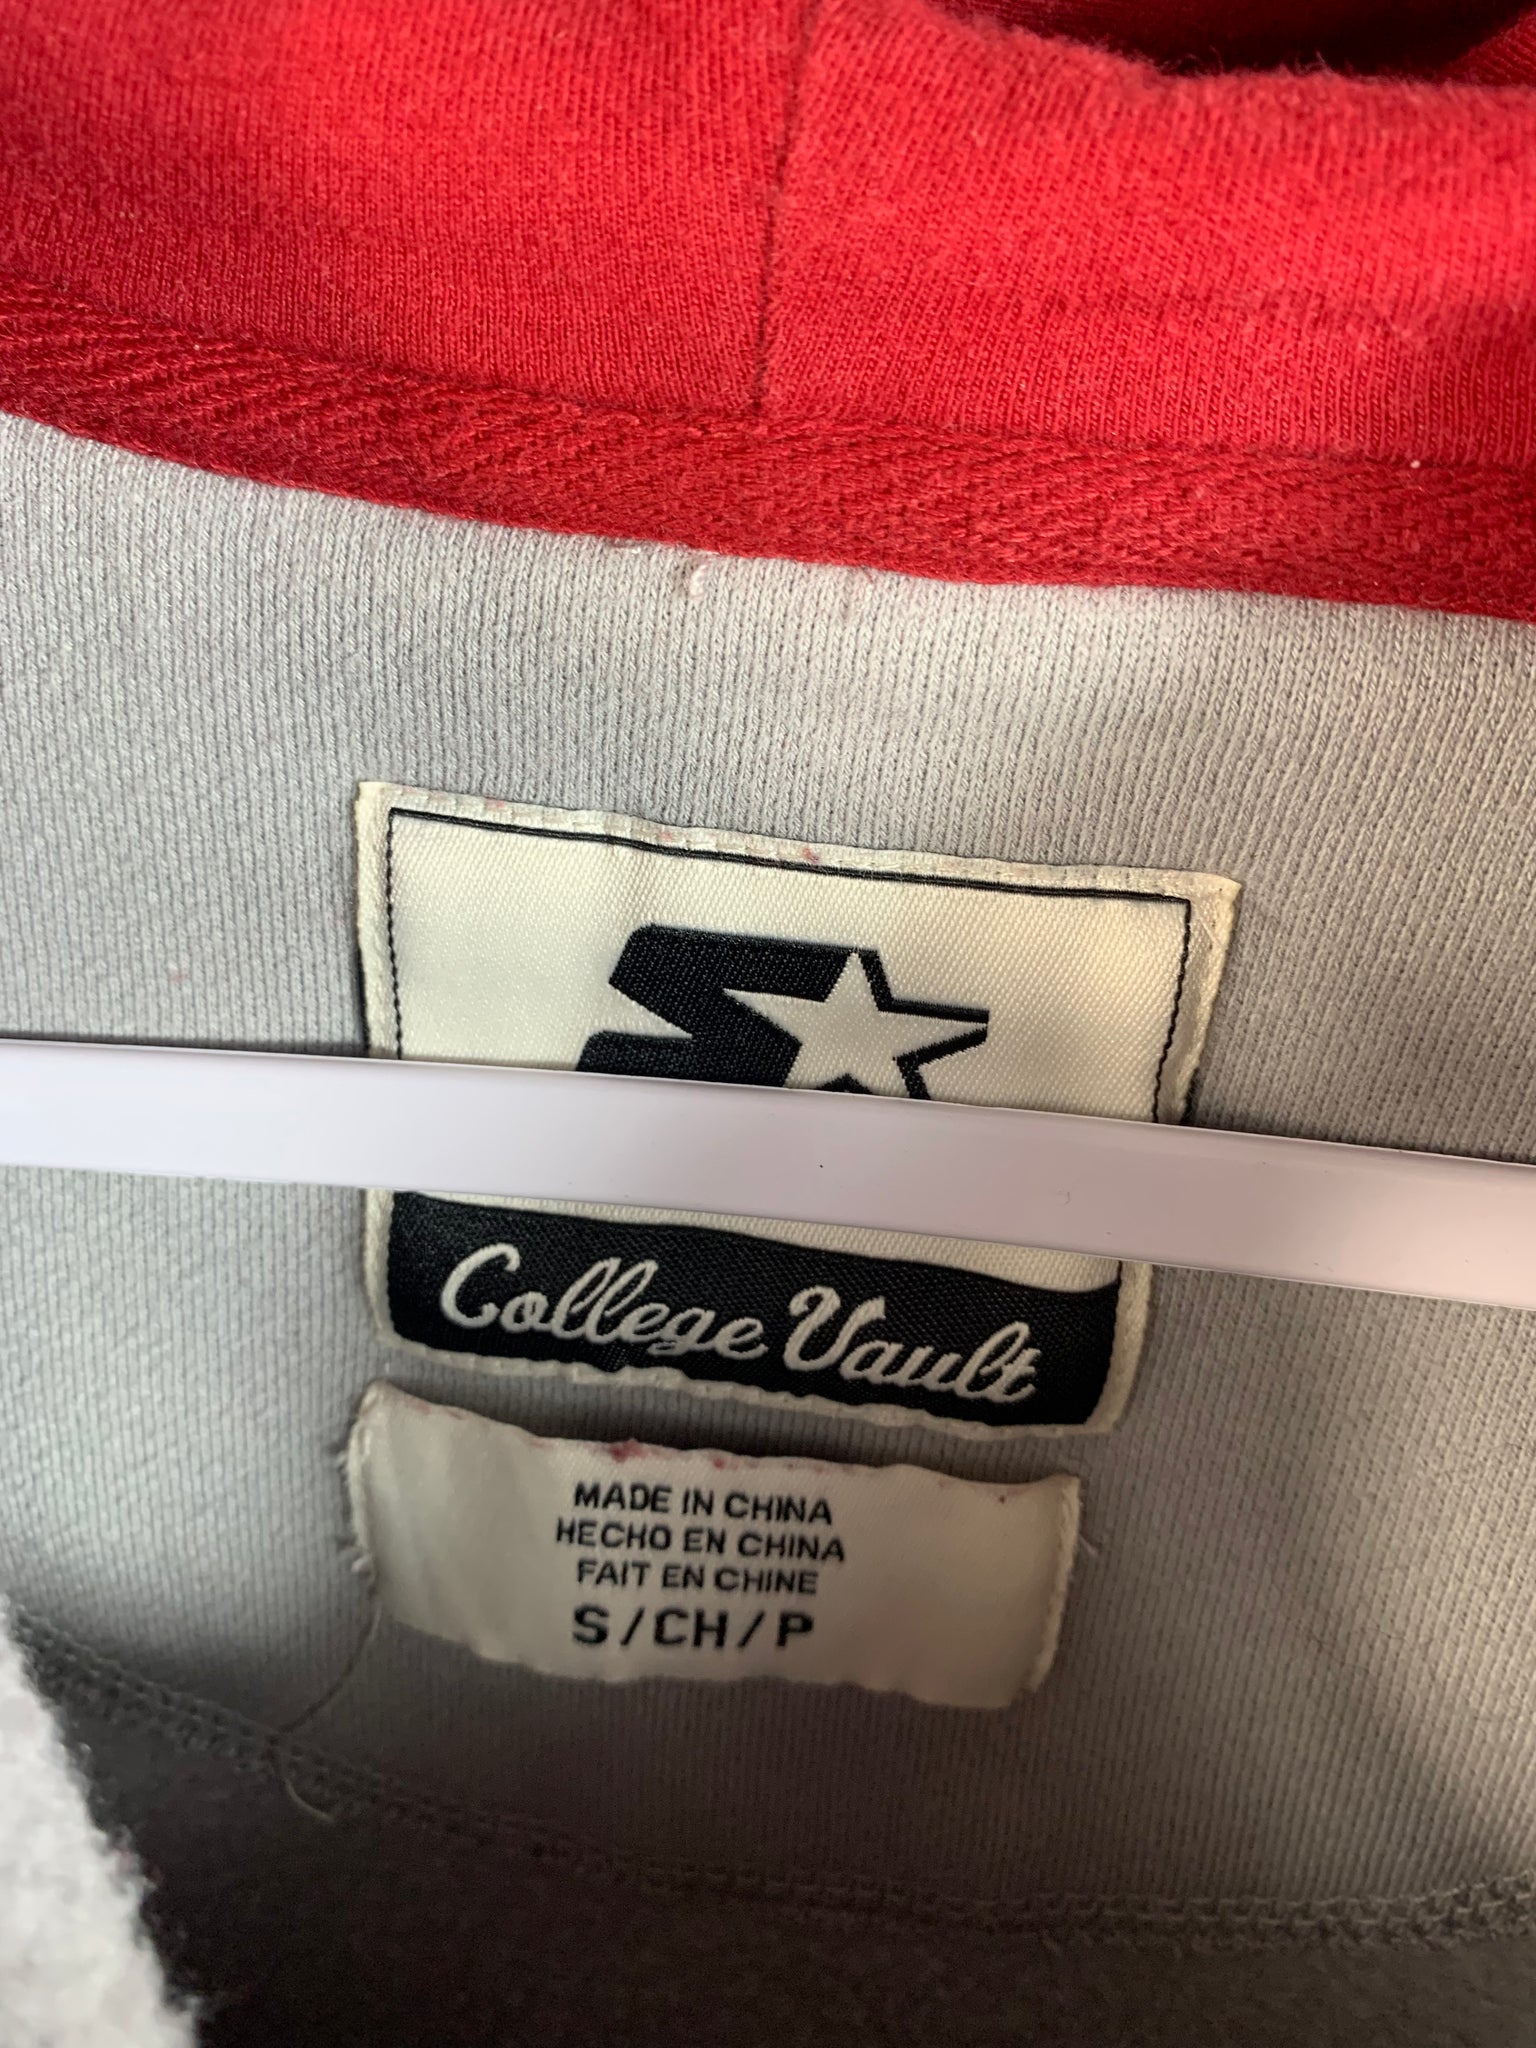 College Vault
MADE IN CHINA
HECHO EN CHINA
FAIT EN CHINE
S/CH/P